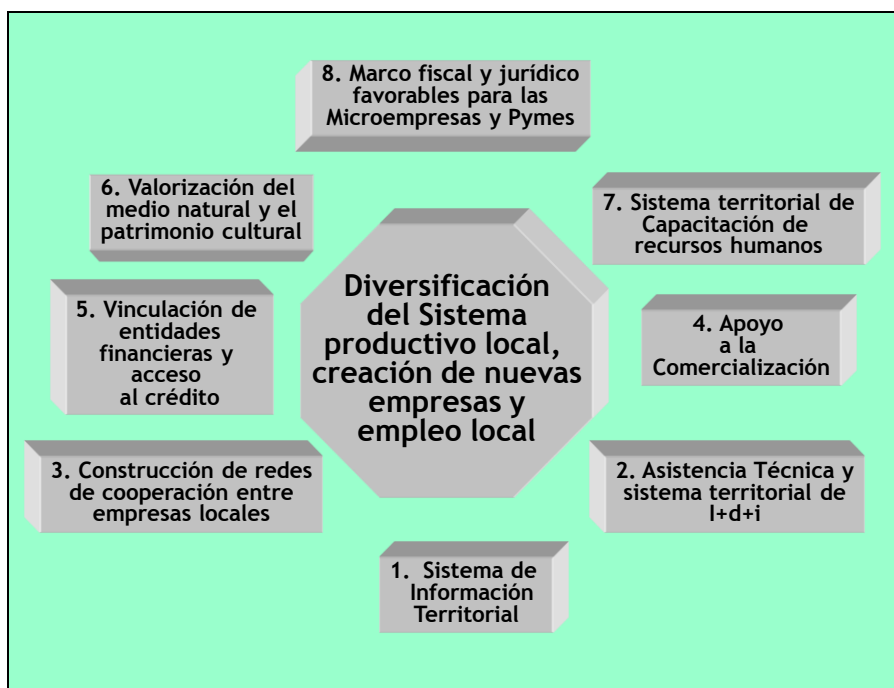 8. Marco fiscal y jurídico
favorables para las
Microempresas y Pymes
6. Valorización del
medio natural y el
patrimonio cultural
7. Sistema territorial de
Capacitación de
recursos humanos
Diversificación
del Sistema
productivo local,
creación de nuevas
empresas y
empleo local
5. Vinculación de
entidades
financieras y
acceso
al crédito
4. Apoyo
a la
Comercialización
3. Construcción de redes
de cooperación entre
empresas locales
2. Asistencia Técnica y
sistema territorial de
I+d+i
1. Sistema de
Información
Territorial